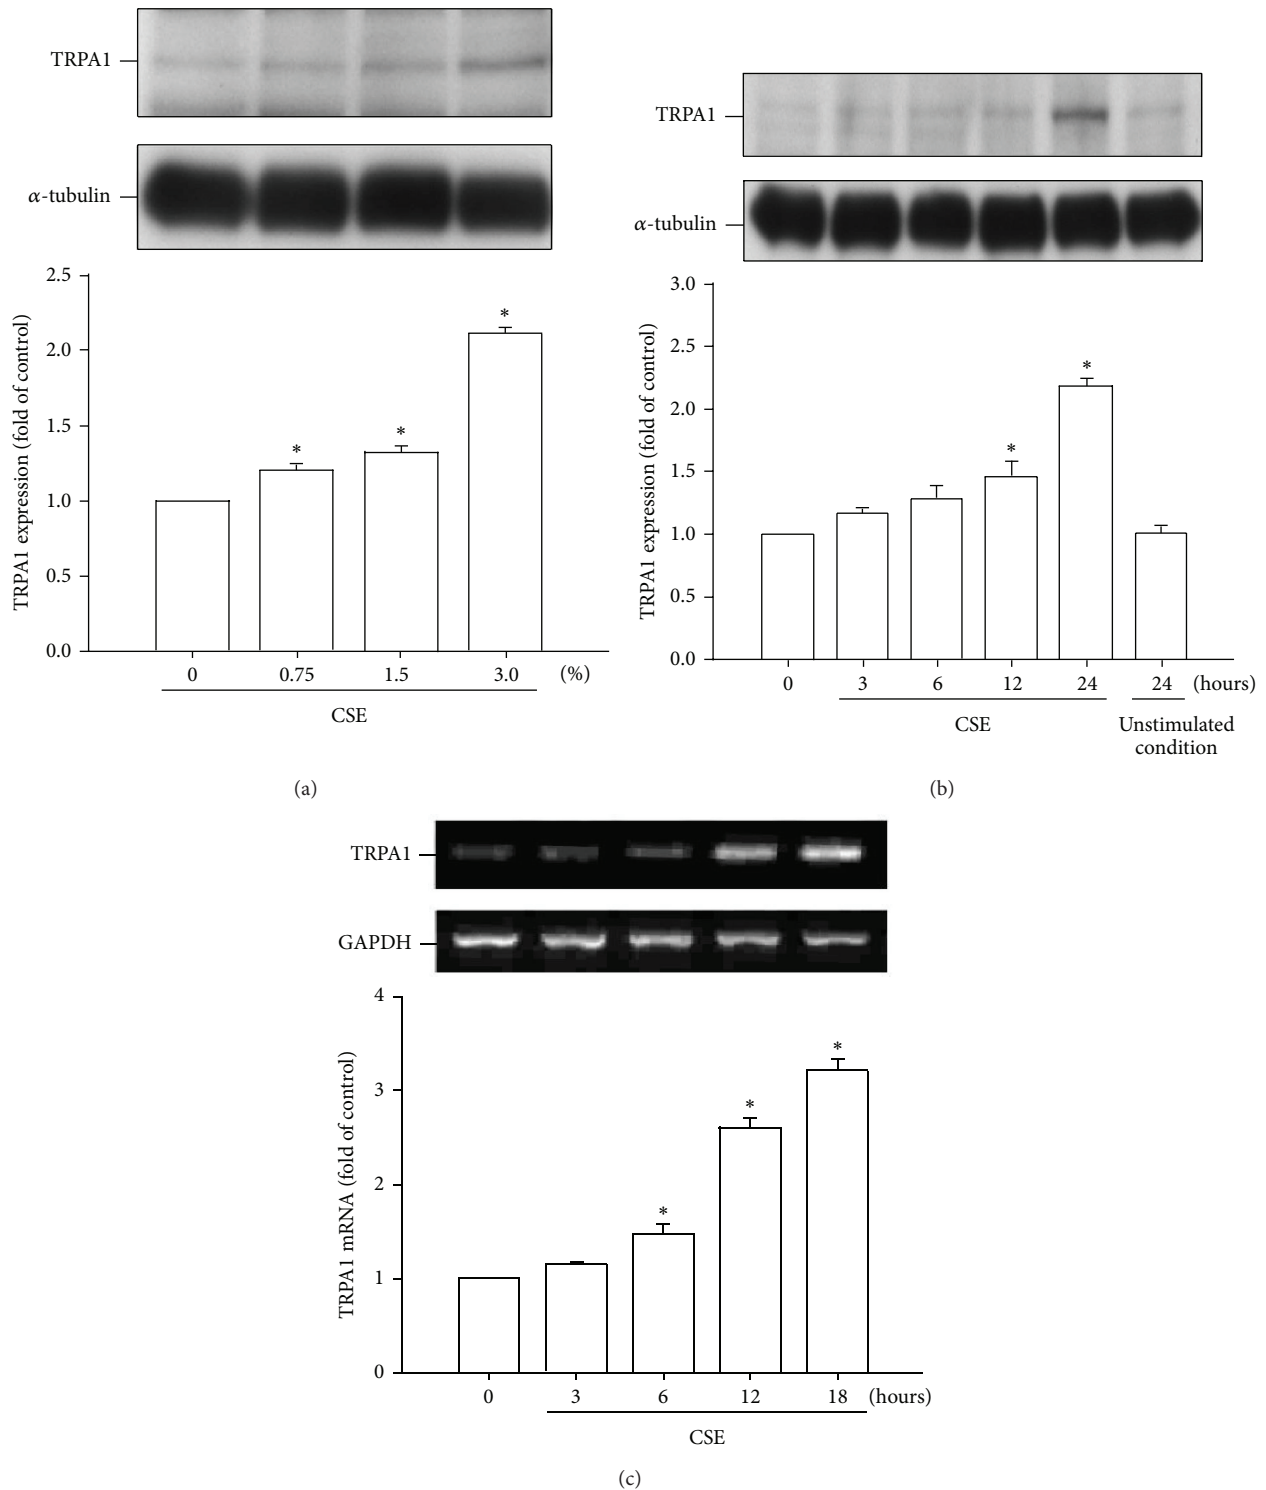 TRPA1
α-tubulin
TRPA1 expression (fold of control)
2.5
2.0
1.5
1.0
0.5
0.0
*
*
*
0 0.75 1.5 3.0 (%)
CSE
(a)
TRPA1
α-tubulin
TRPA1 expression (fold of control)
3.0
2.5
2.0
1.5
1.0
0.5
0.0
*
*
0 3 6 12 24 24 (hours)
CSE
Unstimulated
condition
(b)
TRPA1
GAPDH
TRPA1 mRNA (fold of control)
4
3
2
1
0
*
*
*
0 3 6 12 18 (hours)
CSE
(c)